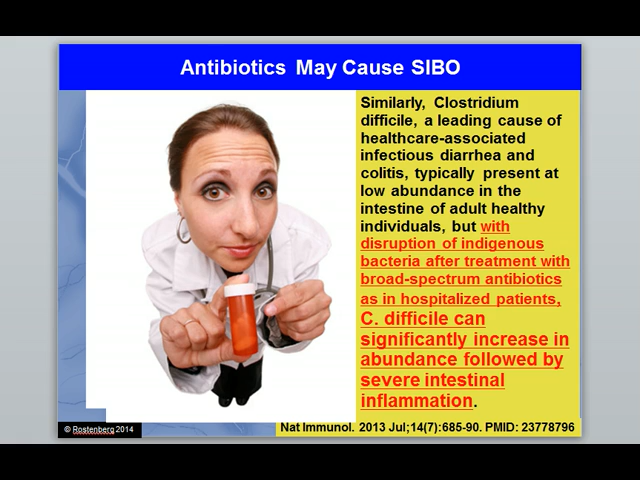 Antibiotics May Cause SIBO
Similarly, Clostridium
difficile, a leading cause of
healthcare-associated
infectious diarrhea and
colitis, typically present at
low abundance in the
intestine of adult healthy
individuals, but with
disruption of indigenous
bacteria after treatment with
broad-spectrum antibiotics
as in hospitalized patients,
C. difficile can
significantly increase in
abundance followed by
severe intestinal
inflammation.
© Rostenberg 2014
Nat Immunol. 2013 Jul;14(7):685-90. PMID: 23778796